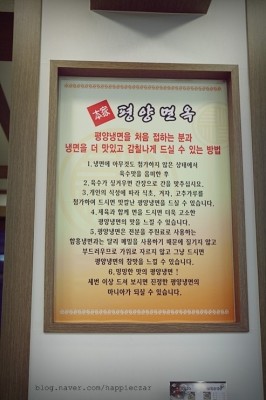 本家 평양면옥
평양냉면을 처음 접하는 분과
냉면을 더 맛있고 감칠나게 드실 수 있는 방법
1. 냉면에 아무것도 첨가하지 않은 상태에서
육수맛을 음미한 후
2. 육수가 싱거우면 간장으로 간을 맞추십시요.
3. 개인의 식성에 따라 식초, 겨자, 고추가루를
첨가하여 드시면 맛깔난 평양냉면을 드실 수 있습니다.
4. 제육과 함께 면을 드시면 더욱 고소한
평양냉면의 맛을 느낄 수 있습니다.
5. 평양냉면은 전분을 주원료로 사용하는
함흥냉면과는 달리 메밀을 사용하기 때문에 질기지 않고
부드러우므로 가위로 자르지 않고 그냥 드시면
평양냉면의 참맛을 느낄 수 있습니다.
6. 밍밍한 맛의 평양냉면!
세번 이상 드셔 보시면 진정한 평양냉면의
마니아가 되실 수 있습니다.
blog.naver.com/happieczar